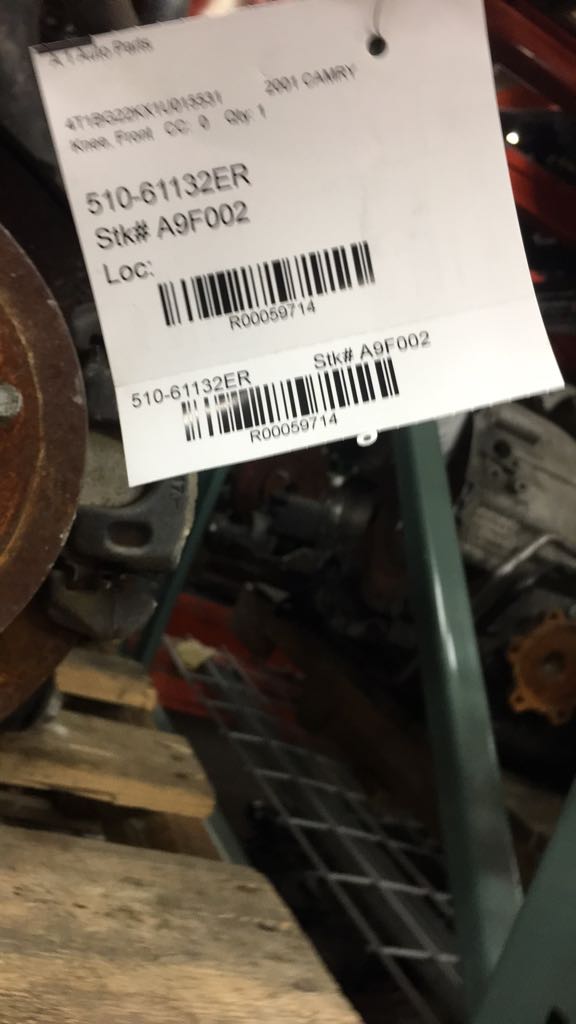 A 1 Auto Parts
2001 CAMRY
Knee, Front CC: 0 Qty: 1
510-61132ER
Stk# A9F002
Loc:
R00059714
510-61132ER Stk# A9F002
R00059714